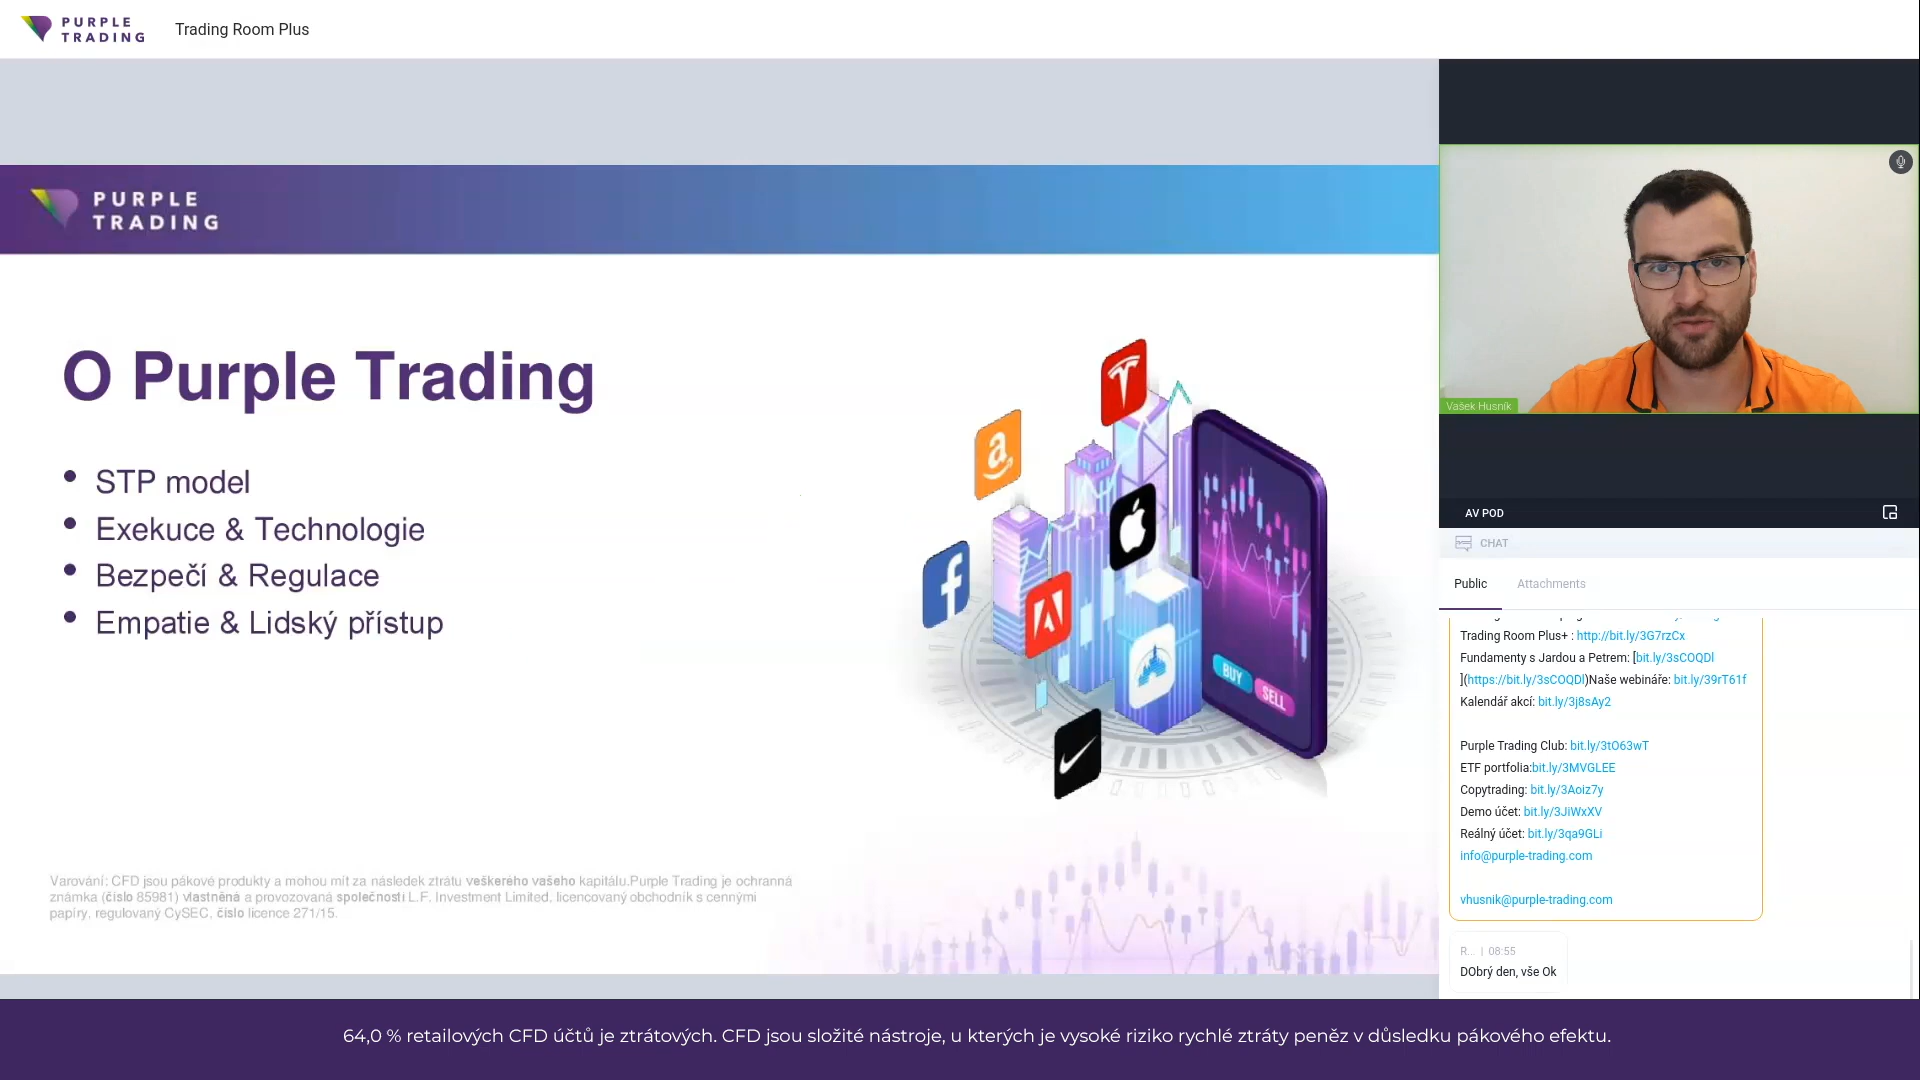 PURPLE
TRADING
Trading Room Plus
PURPLE
TRADING
O Purple Trading
• STP model
• Exekuce & Technologie
• Bezpečí & Regulace
• Empatie & Lidský přístup
BUY
SELL
Varování: CFD jsou pákové produkty a mohou mít za následek ztrátu veškerého vašeho kapitálu.Purple Trading je ochranná
známka (číslo 85981) vlastněná a provozovaná společností L.F. Investment Limited, licencovaný obchodník s cennými
papíry, regulovaný CySEC, číslo licence 271/15.
Vašek Husník
AV POD
CHAT
Public
Attachments
Trading Room Plus+ : http://bit.ly/3G7rzCx
Fundamenty s Jardou a Petrem: [bit.ly/3sCOQDl
](https://bit.ly/3sCOQDl)Naše webináře: bit.ly/39rT61f
Kalendář akcí: bit.ly/3j8sAy2
Purple Trading Club: bit.ly/3tO63wT
ETF portfolia:bit.ly/3MVGLEE
Copytrading: bit.ly/3Aoiz7y
Demo účet: bit.ly/3JiWxXV
Reálný účet: bit.ly/3qa9GLi
info@purple-trading.com
vhusnik@purple-trading.com
R... | 08:55
DObrý den, vše Ok
64,0 % retailových CFD účtů je ztrátových. CFD jsou složité nástroje, u kterých je vysoké riziko rychlé ztráty peněz v důsledku pákového efektu.